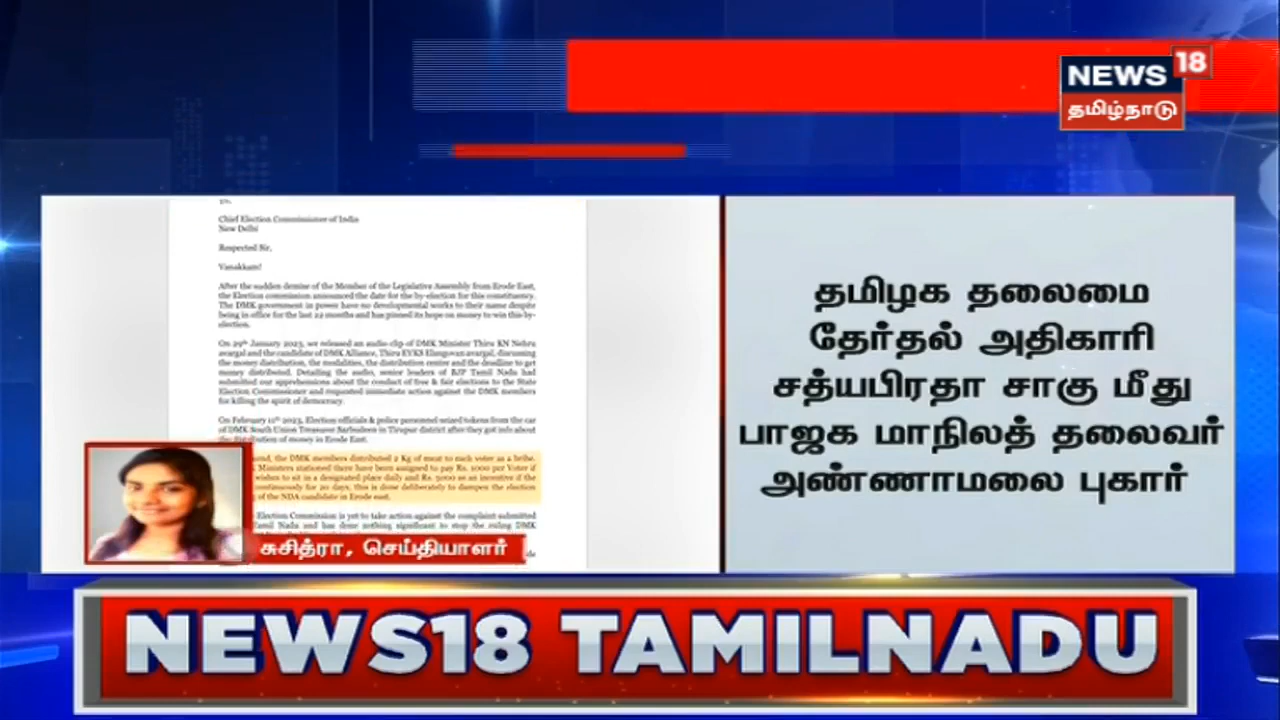 NEWS 18
தமிழ்நாடு
Chief Election Commissioner of India
New Delhi
Respected Sir,
Vanakkam!
After the sudden demise of the Member of the Legislative Assembly from Erode East,
the Election commission announced the date for the by-election for this constituency.
The DMK government in power have no developmental works to their name despite
being in office for the last 22 months and has pinned its hope on money to win this by-
election.
On 29th January 2023, we released an audio-clip of DMK Minister Thiru KN Nehru
avargal and the candidate of DMK Alliance, Thiru EVKS Elangovan avargal, discussing
the money distribution, the modalities, the distribution center and the deadline to get
money distributed. Detailing the audio, senior leaders of BJP Tamil Nadu had
submitted our apprehensions about the conduct of free & fair elections to the State
Election Commissioner and requested immediate action against the DMK members
for killing the spirit of democracy.
On February 11th 2023, Election officials & police personnel seized tokens from the car
of DMK South Union Treasurer Barbudeen in Tirupur district after they got info about
the distribution of money in Erode East.
the DMK members distributed 2 Kg of meat to each voter as a bribe.
Ministers stationed there have been assigned to pay Rs. 1000 per Voter if
wishes to sit in a designated place daily and Rs. 5000 as an incentive if the
continuously for 20 days, this is done deliberately to dampen the election
of the NDA candidate in Erode east.
Election Commission is yet to take action against the complaint submitted
Tamil Nadu and has done nothing significant to stop the ruling DMK
சுசித்ரா, செய்தியாளர்
தமிழக தலைமை
தேர்தல் அதிகாரி
சத்யபிரதா சாகு மீது
பாஜக மாநிலத் தலைவர்
அண்ணாமலை புகார்
NEWS18 TAMILNADU